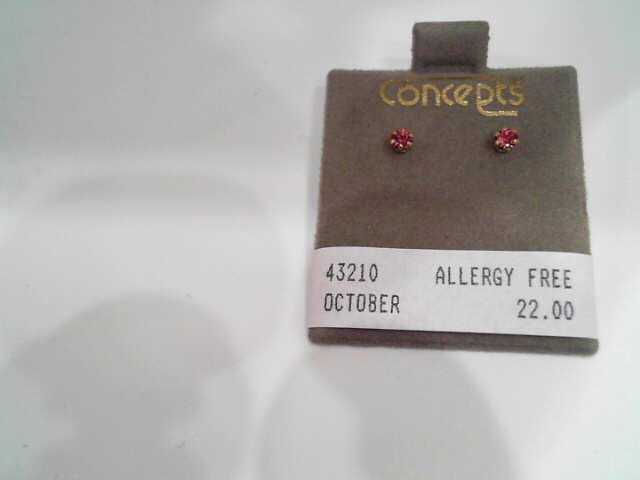 Concepts
43210 ALLERGY FREE
OCTOBER 22.00